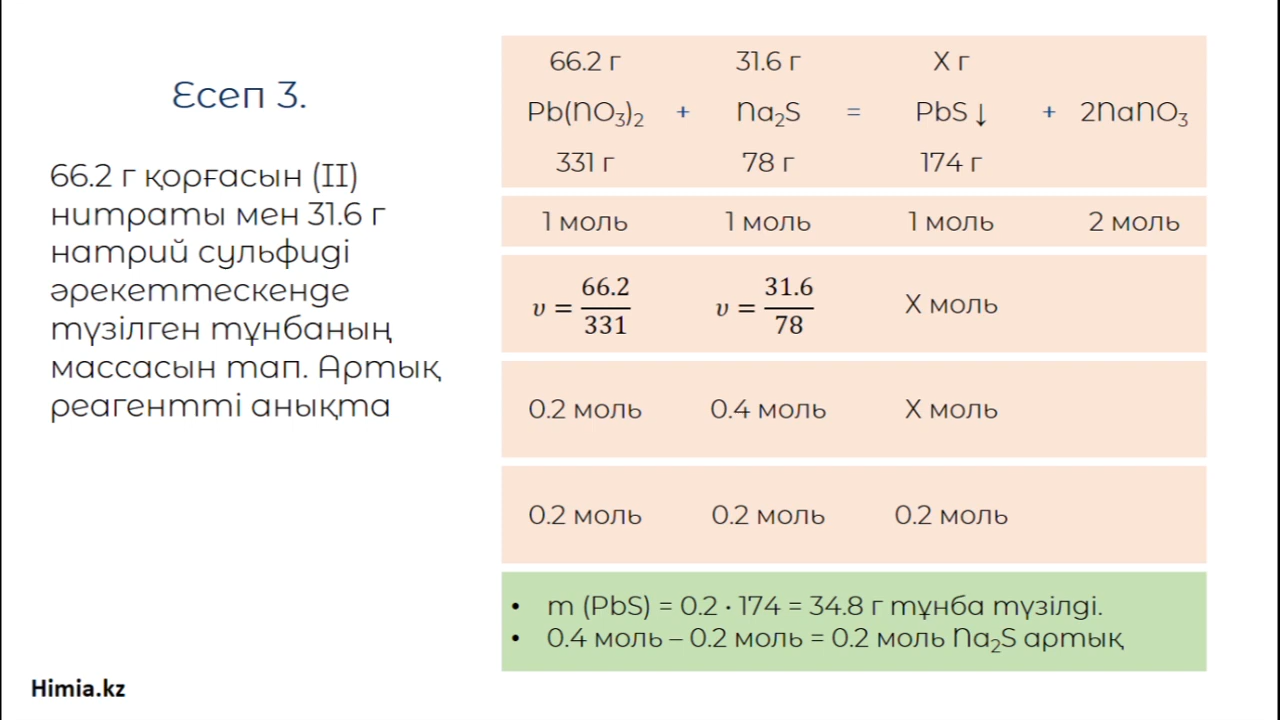 Есеп 3.
66.2 г қорғасын (II)
нитраты мен 31.6 г
натрий сульфиді
әрекеттескенде
түзілген тұнбаның
массасын тап. Артық
реагентті анықта
66.2 г 31.6 г X г
Pb(NO₃)₂ + Na₂S = PbS ↓ + 2NaNO₃
331 г 78 г 174 г
1 моль 1 моль 1 моль 2 моль
υ = 66.2/331 υ = 31.6/78 X моль
0.2 моль 0.4 моль X моль
0.2 моль 0.2 моль 0.2 моль
• m (PbS) = 0.2 · 174 = 34.8 г тұнба түзілді.
• 0.4 моль – 0.2 моль = 0.2 моль Na₂S артық
Himia.kz